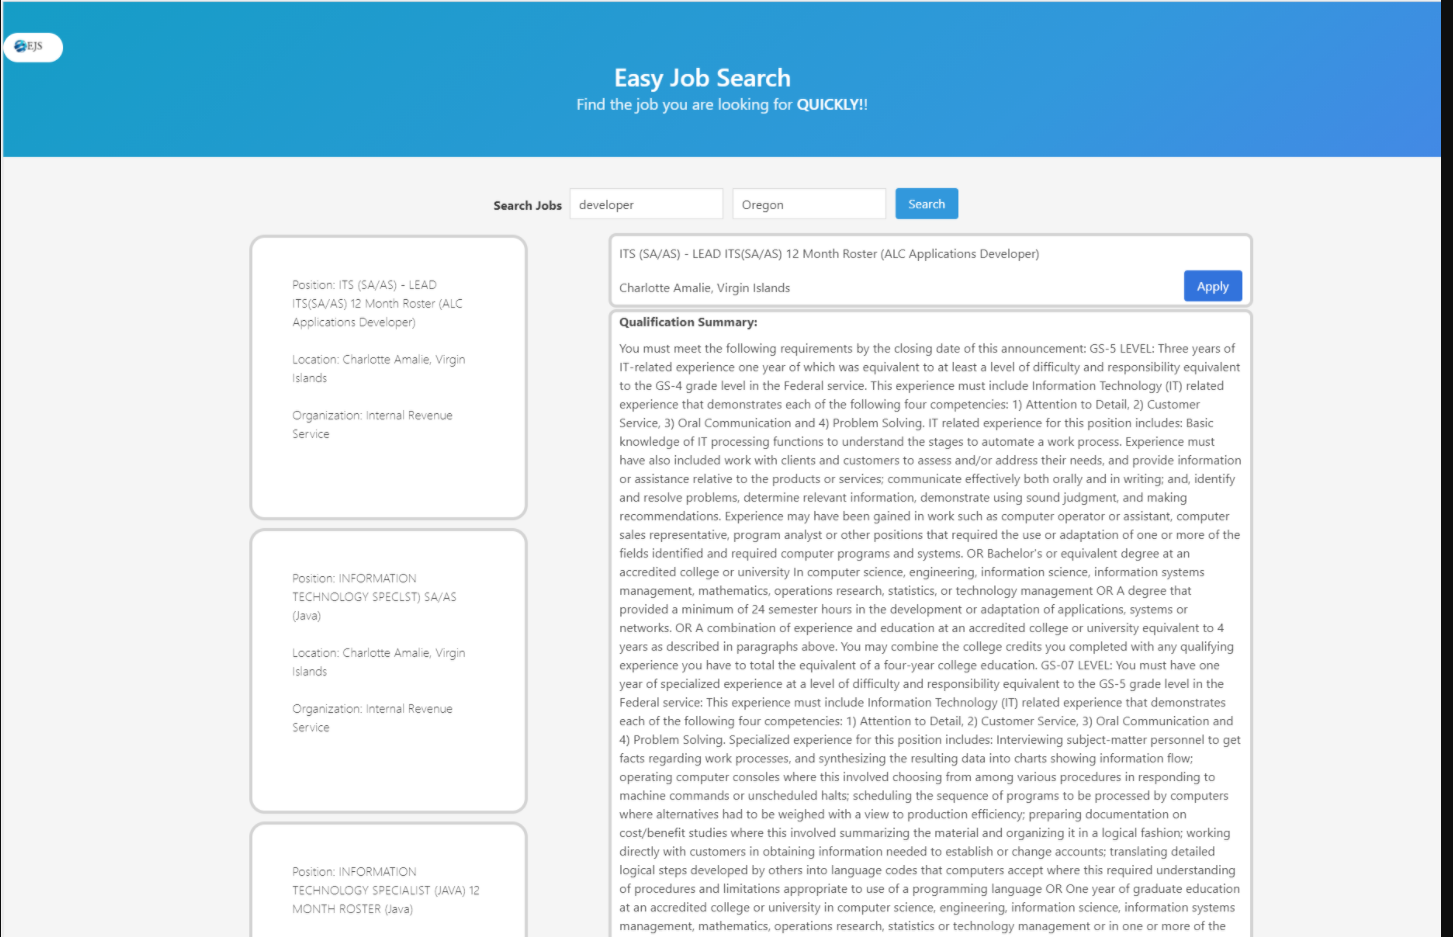 EJS
Easy Job Search
Find the job you are looking for QUICKLY!!
Search Jobs
developer
Oregon
Search
Position: ITS (SA/AS) - LEAD
ITS(SA/AS) 12 Month Roster (ALC
Applications Developer)
Location: Charlotte Amalie, Virgin
Islands
Organization: Internal Revenue
Service
Position: INFORMATION
TECHNOLOGY SPECLST) SA/AS
(Java)
Location: Charlotte Amalie, Virgin
Islands
Organization: Internal Revenue
Service
Position: INFORMATION
TECHNOLOGY SPECIALIST (JAVA) 12
MONTH ROSTER (Java)
ITS (SA/AS) - LEAD ITS(SA/AS) 12 Month Roster (ALC Applications Developer)
Charlotte Amalie, Virgin Islands
Apply
Qualification Summary:
You must meet the following requirements by the closing date of this announcement: GS-5 LEVEL: Three years of
IT-related experience one year of which was equivalent to at least a level of difficulty and responsibility equivalent
to the GS-4 grade level in the Federal service. This experience must include Information Technology (IT) related
experience that demonstrates each of the following four competencies: 1) Attention to Detail, 2) Customer
Service, 3) Oral Communication and 4) Problem Solving. IT related experience for this position includes: Basic
knowledge of IT processing functions to understand the stages to automate a work process. Experience must
have also included work with clients and customers to assess and/or address their needs, and provide information
or assistance relative to the products or services; communicate effectively both orally and in writing; and, identify
and resolve problems, determine relevant information, demonstrate using sound judgment, and making
recommendations. Experience may have been gained in work such as computer operator or assistant, computer
sales representative, program analyst or other positions that required the use or adaptation of one or more of the
fields identified and required computer programs and systems. OR Bachelor's or equivalent degree at an
accredited college or university In computer science, engineering, information science, information systems
management, mathematics, operations research, statistics, or technology management OR A degree that
provided a minimum of 24 semester hours in the development or adaptation of applications, systems or
networks. OR A combination of experience and education at an accredited college or university equivalent to 4
years as described in paragraphs above. You may combine the college credits you completed with any qualifying
experience you have to total the equivalent of a four-year college education. GS-07 LEVEL: You must have one
year of specialized experience at a level of difficulty and responsibility equivalent to the GS-5 grade level in the
Federal service: This experience must include Information Technology (IT) related experience that demonstrates
each of the following four competencies: 1) Attention to Detail, 2) Customer Service, 3) Oral Communication and
4) Problem Solving. Specialized experience for this position includes: Interviewing subject-matter personnel to get
facts regarding work processes, and synthesizing the resulting data into charts showing information flow;
operating computer consoles where this involved choosing from among various procedures in responding to
machine commands or unscheduled halts; scheduling the sequence of programs to be processed by computers
where alternatives had to be weighed with a view to production efficiency; preparing documentation on
cost/benefit studies where this involved summarizing the material and organizing it in a logical fashion; working
directly with customers in obtaining information needed to establish or change accounts; translating detailed
logical steps developed by others into language codes that computers accept where this required understanding
of procedures and limitations appropriate to use of a programming language OR One year of graduate education
at an accredited college or university in computer science, engineering, information science, information systems
management, mathematics, operations research, statistics or technology management or in one or more of the